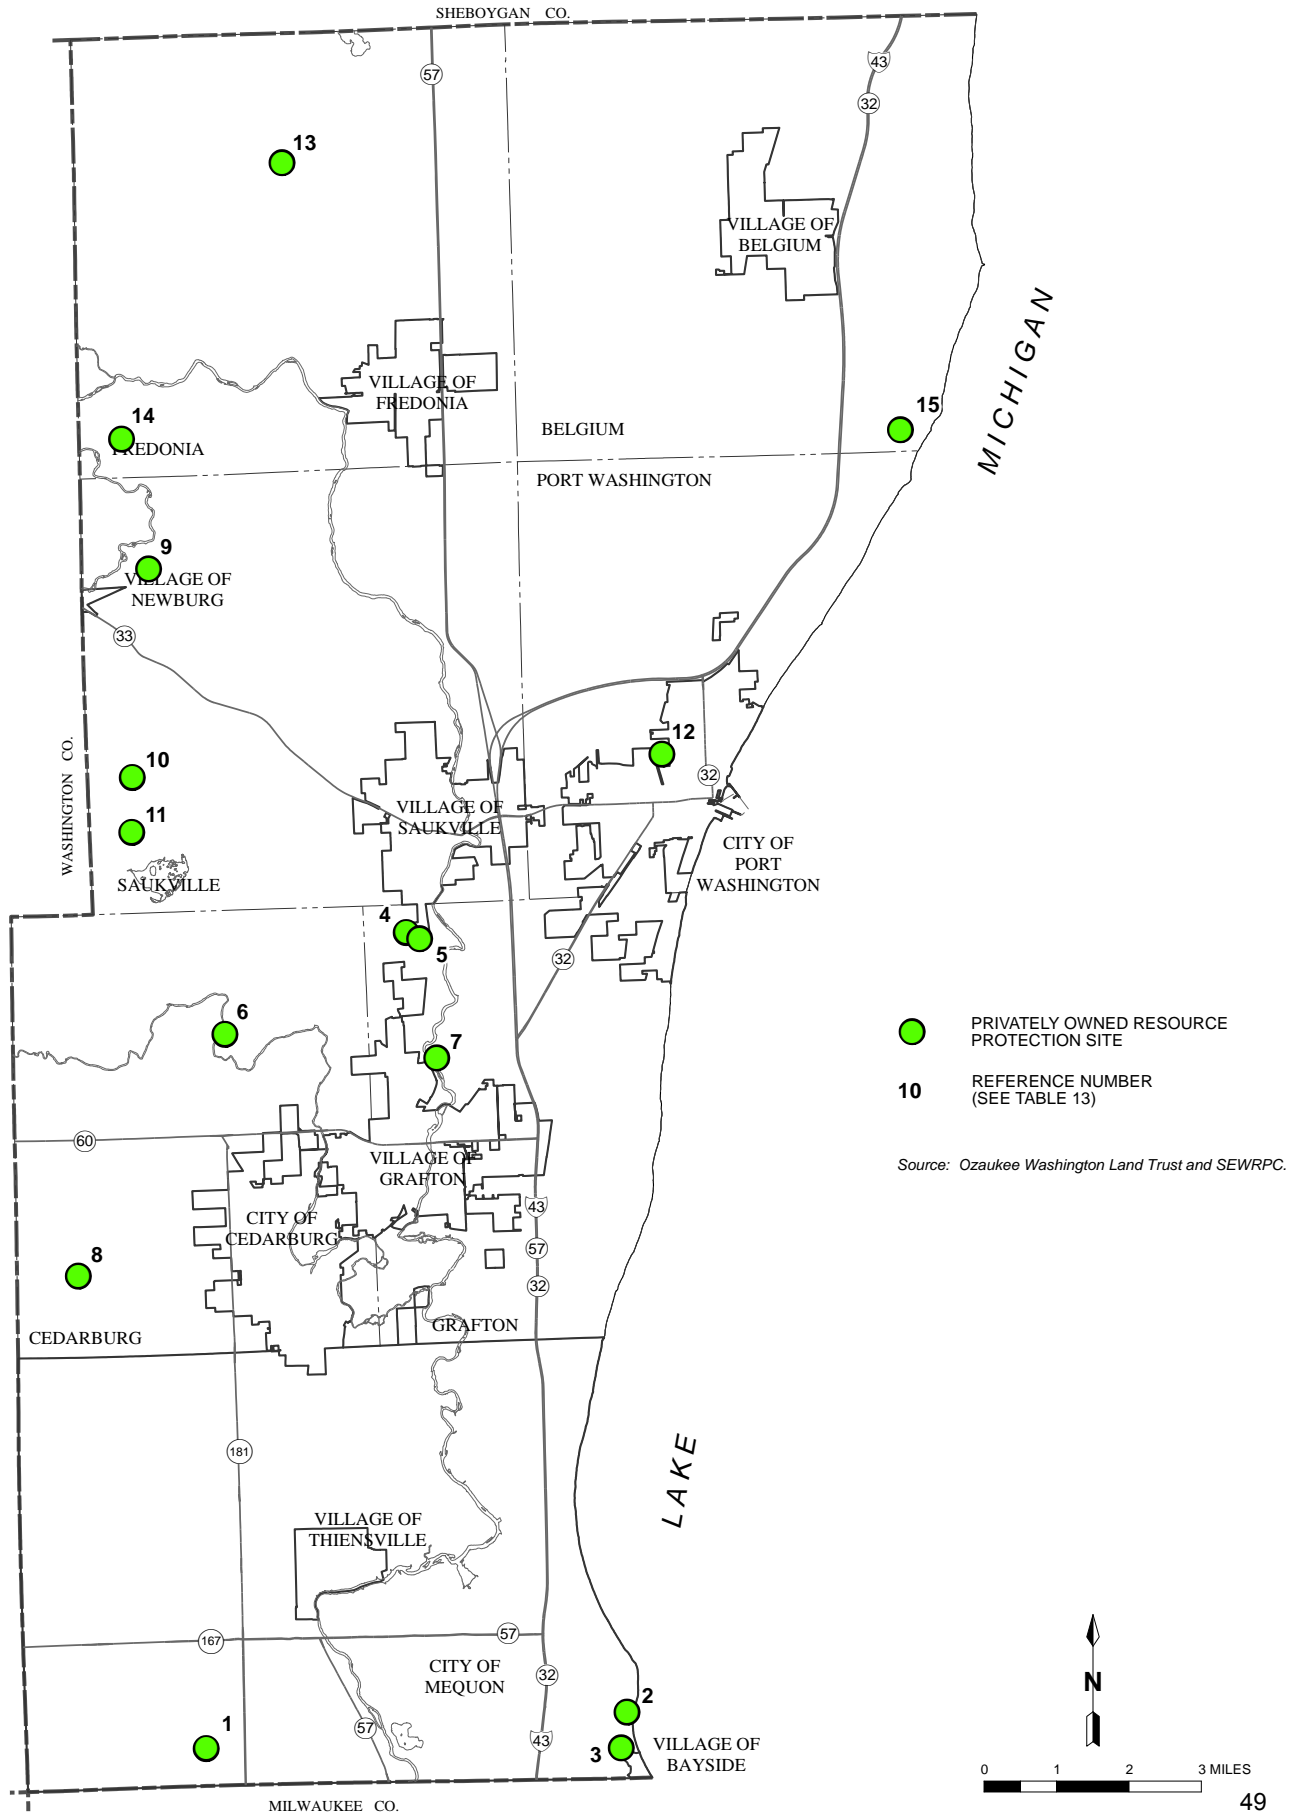 SHEBOYGAN CO.
57
43
32
13
VILLAGE OF
BELGIUM
MICHIGAN
VILLAGE OF
FREDONIA
14
FREDONIA
BELGIUM
15
PORT WASHINGTON
9
VILLAGE OF
NEWBURG
33
WASHINGTON CO.
10
11
SAUKVILLE
12
32
VILLAGE OF
SAUKVILLE
CITY OF
PORT
WASHINGTON
4
5
32
6
7
PRIVATELY OWNED RESOURCE
PROTECTION SITE
10
REFERENCE NUMBER
(SEE TABLE 13)
Source: Ozaukee Washington Land Trust and SEWRPC.
60
VILLAGE OF
GRAFTON
43
CITY OF
CEDARBURG
57
8
32
CEDARBURG
GRAFTON
181
LAKE
VILLAGE OF
THIENSVILLE
167
57
CITY OF
MEQUON
32
N
1
57
43
2
3
VILLAGE OF
BAYSIDE
0 1 2 3 MILES
MILWAUKEE CO.
49